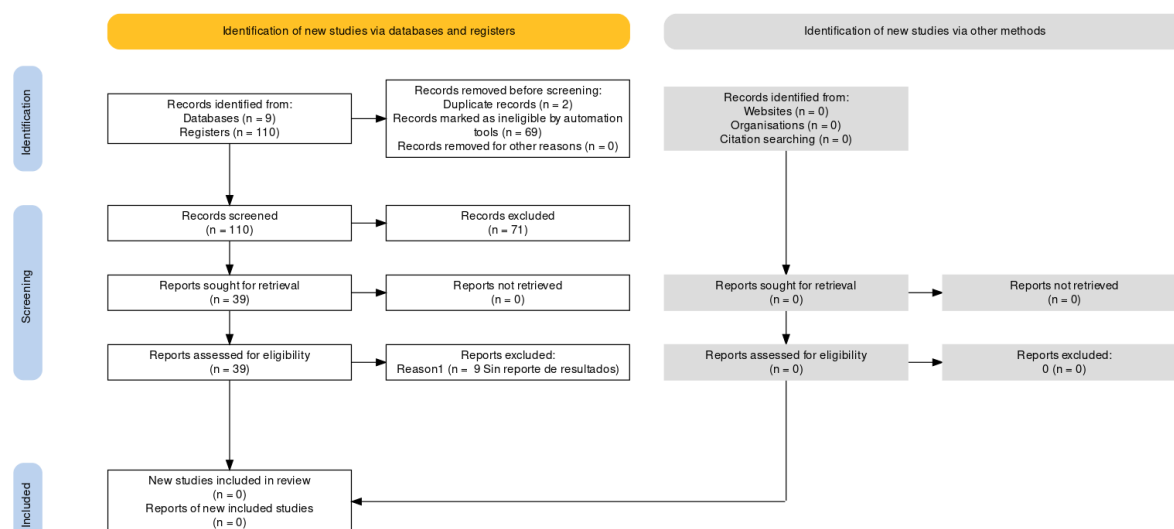 Identification of new studies via databases and registers
Identification of new studies via other methods
Identification
Records identified from:
Databases (n = 9)
Registers (n = 110)
Records removed before screening:
Duplicate records (n = 2)
Records marked as ineligible by automation
tools (n = 69)
Records removed for other reasons (n = 0)
Records identified from:
Websites (n = 0)
Organisations (n = 0)
Citation searching (n = 0)
Screening
Records screened
(n = 110)
Records excluded
(n = 71)
Reports sought for retrieval
(n = 39)
Reports not retrieved
(n = 0)
Reports sought for retrieval
(n = 0)
Reports not retrieved
(n = 0)
Reports assessed for eligibility
(n = 39)
Reports excluded:
Reason1 (n = 9 Sin reporte de resultados)
Reports assessed for eligibility
(n = 0)
Reports excluded:
0 (n = 0)
Included
New studies included in review
(n = 0)
Reports of new included studies
(n = 0)